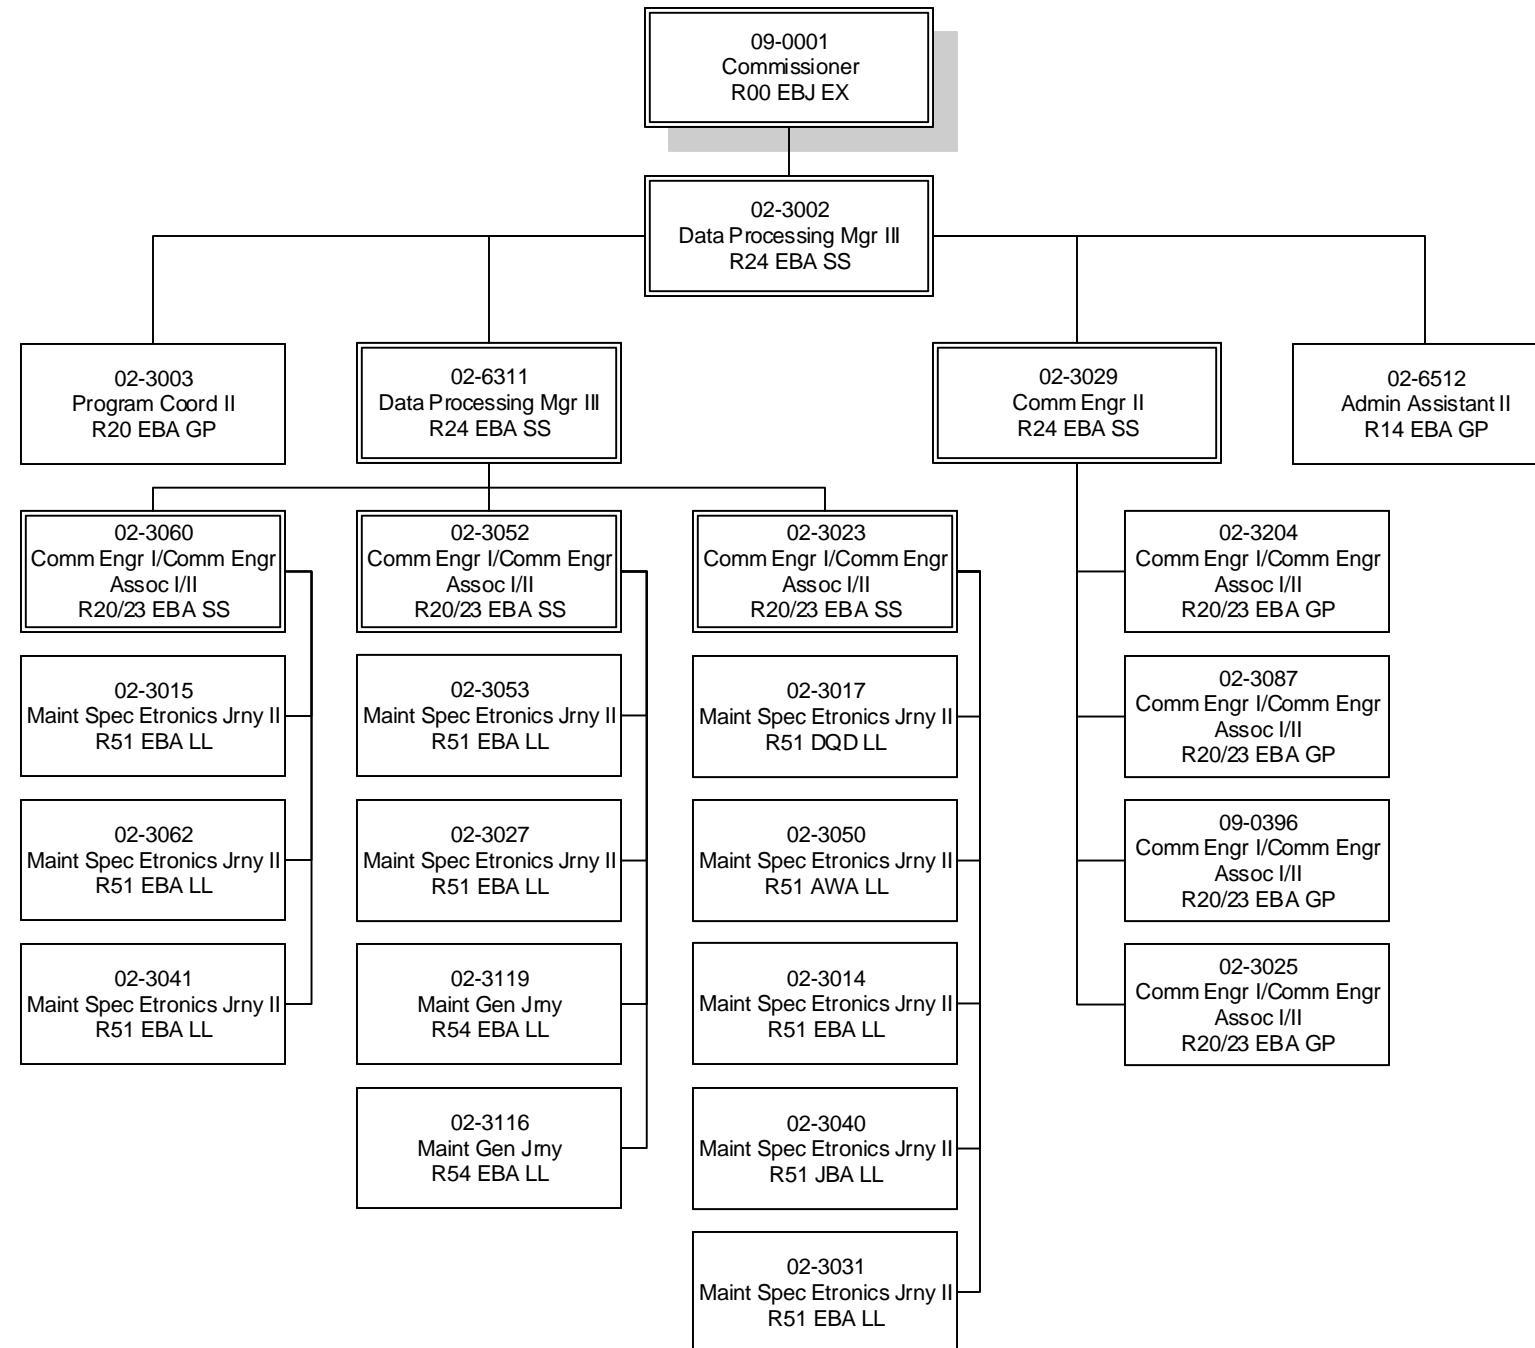 09-0001
Commissioner
R00 EBJ EX
02-3002
Data Processing Mgr III
R24 EBA SS
02-3003
Program Coord II
R20 EBA GP
02-6311
Data Processing Mgr III
R24 EBA SS
02-3029
Comm Engr II
R24 EBA SS
02-6512
Admin Assistant II
R14 EBA GP
02-3060
Comm Engr I/Comm Engr
Assoc I/II
R20/23 EBA SS
02-3015
Maint Spec Etronics Jrny II
R51 EBA LL
02-3062
Maint Spec Etronics Jrny II
R51 EBA LL
02-3041
Maint Spec Etronics Jrny II
R51 EBA LL
02-3052
Comm Engr I/Comm Engr
Assoc I/II
R20/23 EBA SS
02-3053
Maint Spec Etronics Jrny II
R51 EBA LL
02-3027
Maint Spec Etronics Jrny II
R51 EBA LL
02-3119
Maint Gen Jrny
R54 EBA LL
02-3116
Maint Gen Jrny
R54 EBA LL
02-3023
Comm Engr I/Comm Engr
Assoc I/II
R20/23 EBA SS
02-3017
Maint Spec Etronics Jrny II
R51 DQD LL
02-3050
Maint Spec Etronics Jrny II
R51 AWA LL
02-3014
Maint Spec Etronics Jrny II
R51 EBA LL
02-3040
Maint Spec Etronics Jrny II
R51 JBA LL
02-3031
Maint Spec Etronics Jrny II
R51 EBA LL
02-3204
Comm Engr I/Comm Engr
Assoc I/II
R20/23 EBA GP
02-3087
Comm Engr I/Comm Engr
Assoc I/II
R20/23 EBA GP
09-0396
Comm Engr I/Comm Engr
Assoc I/II
R20/23 EBA GP
02-3025
Comm Engr I/Comm Engr
Assoc I/II
R20/23 EBA GP